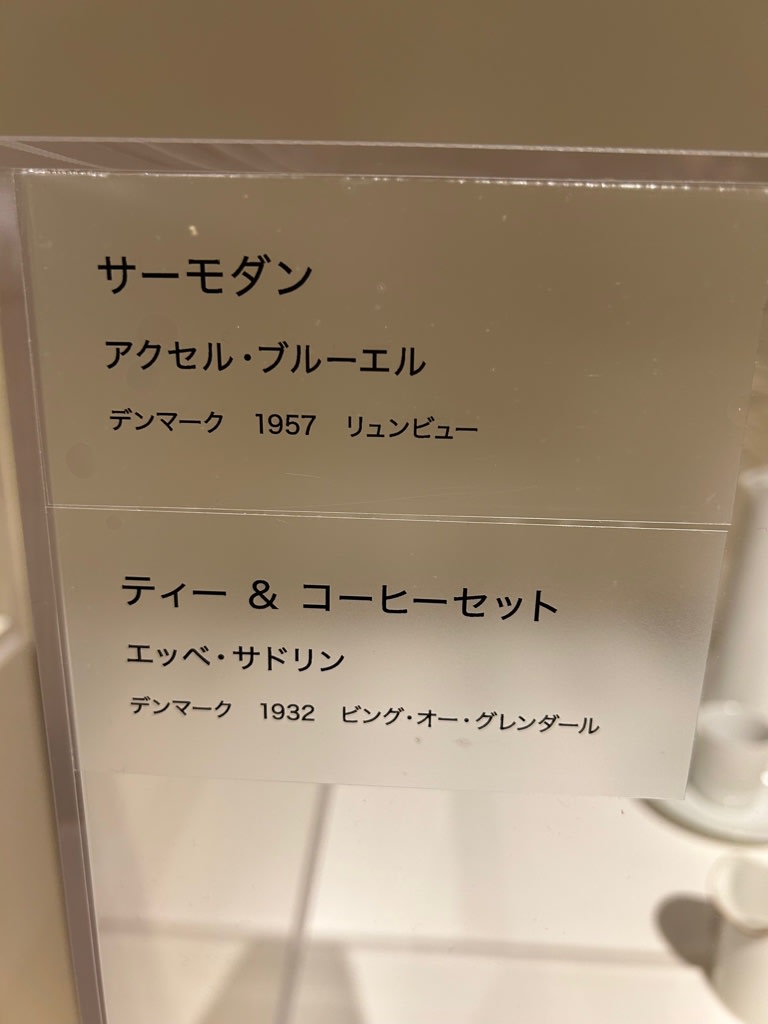 サーモダン
アクセル・ブルーエル
デンマーク　1957　リュンビュー
ティー & コーヒーセット
エッベ・サドリン
デンマーク　1932　ビング・オー・グレンダール